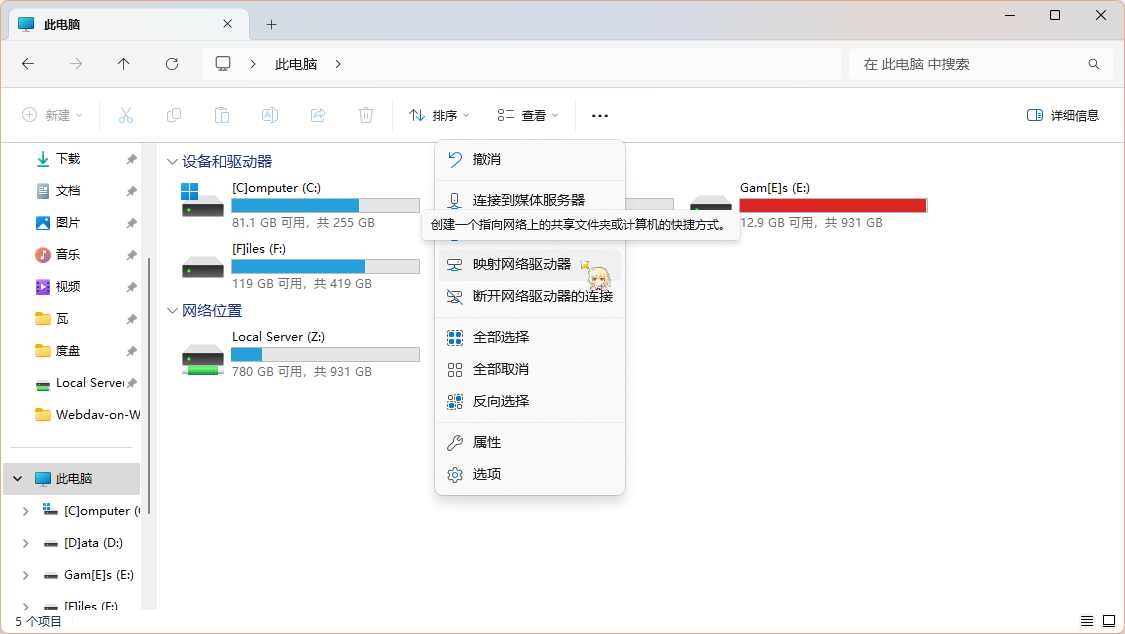 此电脑
此电脑
在 此电脑 中搜索
新建
排序
查看
详细信息
下载
文档
图片
音乐
视频
瓦
度盘
Local Server
Webdav-on-W
此电脑
[C]omputer (
[D]ata (D:)
Gam[E]s (E:)
[F]iles (F:)
设备和驱动器
[C]omputer (C:)
81.1 GB 可用，共 255 GB
Gam[E]s (E:)
12.9 GB 可用，共 931 GB
[F]iles (F:)
119 GB 可用，共 419 GB
网络位置
Local Server (Z:)
780 GB 可用，共 931 GB
撤消
连接到媒体服务器
创建一个指向网络上的共享文件夹或计算机的快捷方式。
映射网络驱动器
断开网络驱动器的连接
全部选择
全部取消
反向选择
属性
选项
5 个项目